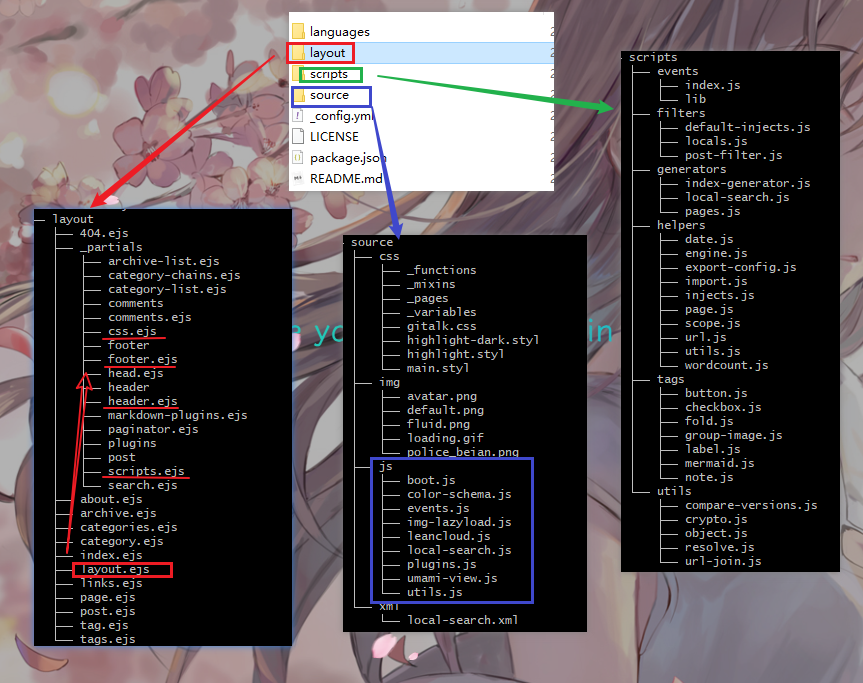 languages
layout
scripts
source
_config.yml
LICENSE
package.json
README.md
layout
404.ejs
_partials
archive-list.ejs
category-chains.ejs
category-list.ejs
comments
comments.ejs
css.ejs
footer
footer.ejs
head.ejs
header
header.ejs
markdown-plugins.ejs
paginator.ejs
plugins
post
scripts.ejs
search.ejs
about.ejs
archive.ejs
categories.ejs
category.ejs
index.ejs
layout.ejs
links.ejs
page.ejs
post.ejs
tag.ejs
tags.ejs
source
css
_functions
_mixins
_pages
_variables
gitalk.css
highlight-dark.styl
highlight.styl
main.styl
img
avatar.png
default.png
fluid.png
loading.gif
police_beian.png
js
boot.js
color-schema.js
events.js
img-lazyload.js
leancloud.js
local-search.js
plugins.js
umami-view.js
utils.js
xml
local-search.xml
scripts
events
index.js
lib
filters
default-injects.js
locals.js
post-filter.js
generators
index-generator.js
local-search.js
pages.js
helpers
date.js
engine.js
export-config.js
import.js
injects.js
page.js
scope.js
url.js
utils.js
wordcount.js
tags
button.js
checkbox.js
fold.js
group-image.js
label.js
mermaid.js
note.js
utils
compare-versions.js
crypto.js
object.js
resolve.js
url-join.js